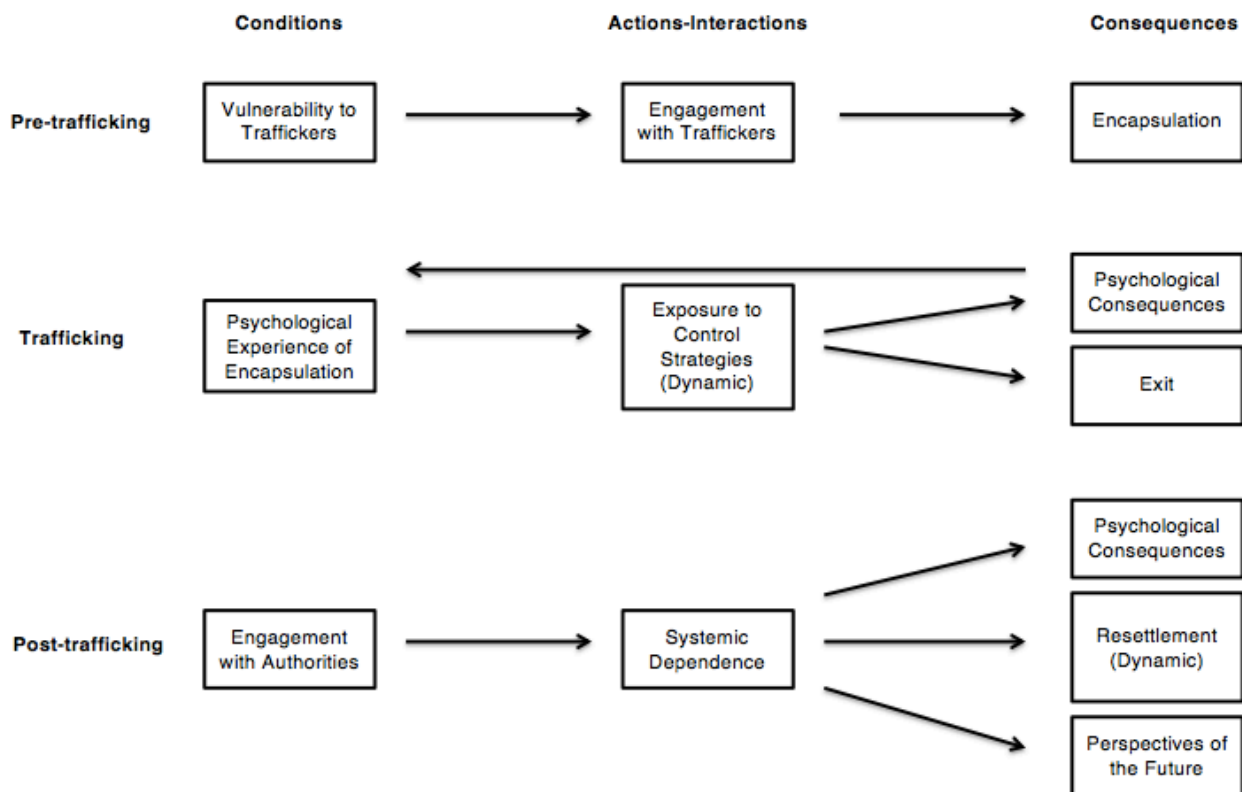 Conditions
Actions-Interactions
Consequences
Pre-trafficking
Vulnerability to
Traffickers
Engagement
with Traffickers
Encapsulation
Trafficking
Psychological
Experience of
Encapsulation
Exposure to
Control
Strategies
(Dynamic)
Psychological
Consequences
Exit
Post-trafficking
Engagement
with Authorities
Systemic
Dependence
Psychological
Consequences
Resettlement
(Dynamic)
Perspectives of
the Future